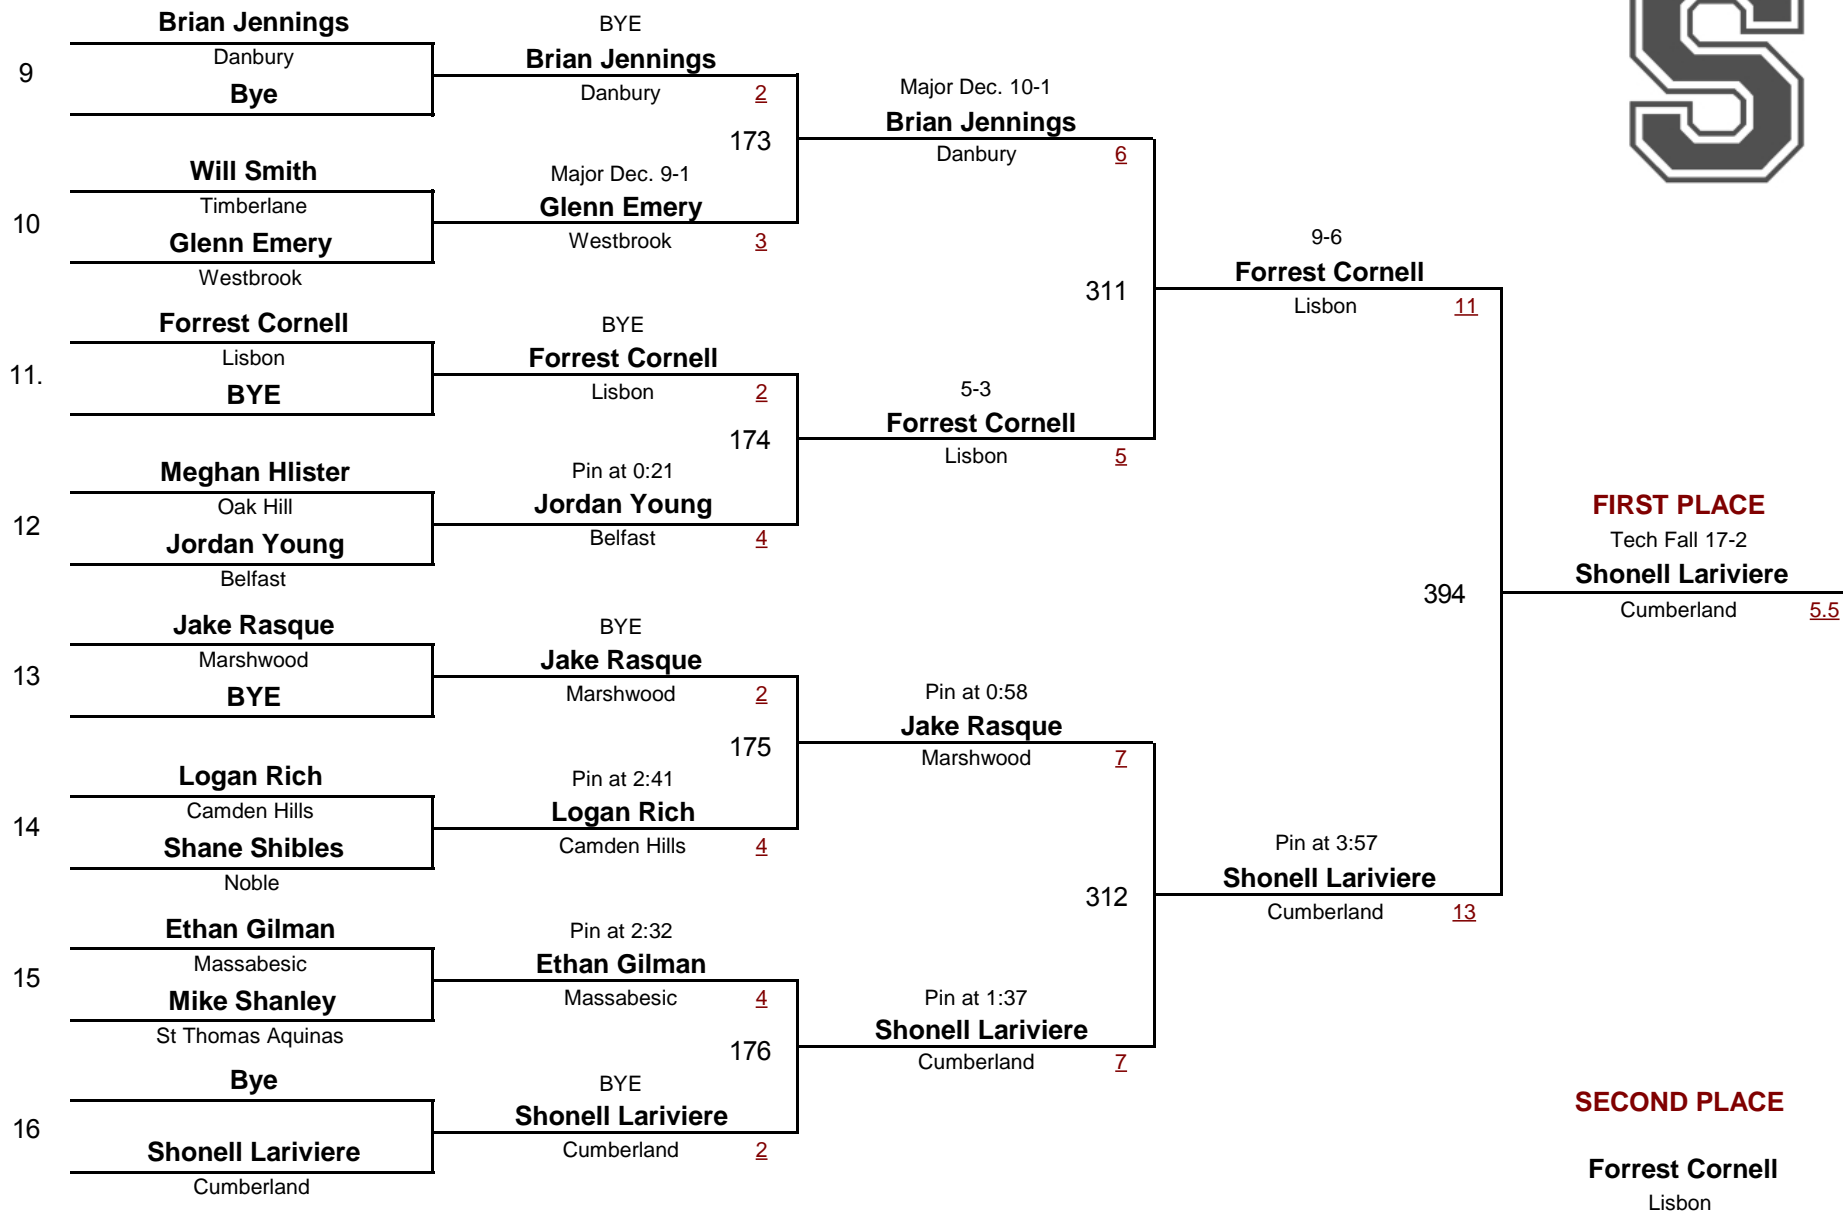 Brian Jennings
9
Danbury
Bye
BYE
Brian Jennings
Danbury
2
173
Major Dec. 10-1
Brian Jennings
Danbury
6
S
10
Will Smith
Timberlane
Glenn Emery
Westbrook
Major Dec. 9-1
Glenn Emery
Westbrook
3
311
9-6
Forrest Cornell
Lisbon
11
11.
Forrest Cornell
Lisbon
BYE
BYE
Forrest Cornell
Lisbon
2
174
5-3
Forrest Cornell
Lisbon
5
12
Meghan Hlister
Oak Hill
Jordan Young
Belfast
Pin at 0:21
Jordan Young
Belfast
4
394
FIRST PLACE
Tech Fall 17-2
Shonell Lariviere
Cumberland
5.5
13
Jake Rasque
Marshwood
BYE
BYE
Jake Rasque
Marshwood
2
175
Pin at 0:58
Jake Rasque
Marshwood
7
14
Logan Rich
Camden Hills
Shane Shibles
Noble
Pin at 2:41
Logan Rich
Camden Hills
4
312
Pin at 3:57
Shonell Lariviere
Cumberland
13
15
Ethan Gilman
Massabesic
Mike Shanley
St Thomas Aquinas
Pin at 2:32
Ethan Gilman
Massabesic
4
176
Pin at 1:37
Shonell Lariviere
Cumberland
7
16
Bye
Shonell Lariviere
Cumberland
BYE
Shonell Lariviere
Cumberland
2
SECOND PLACE
Forrest Cornell
Lisbon